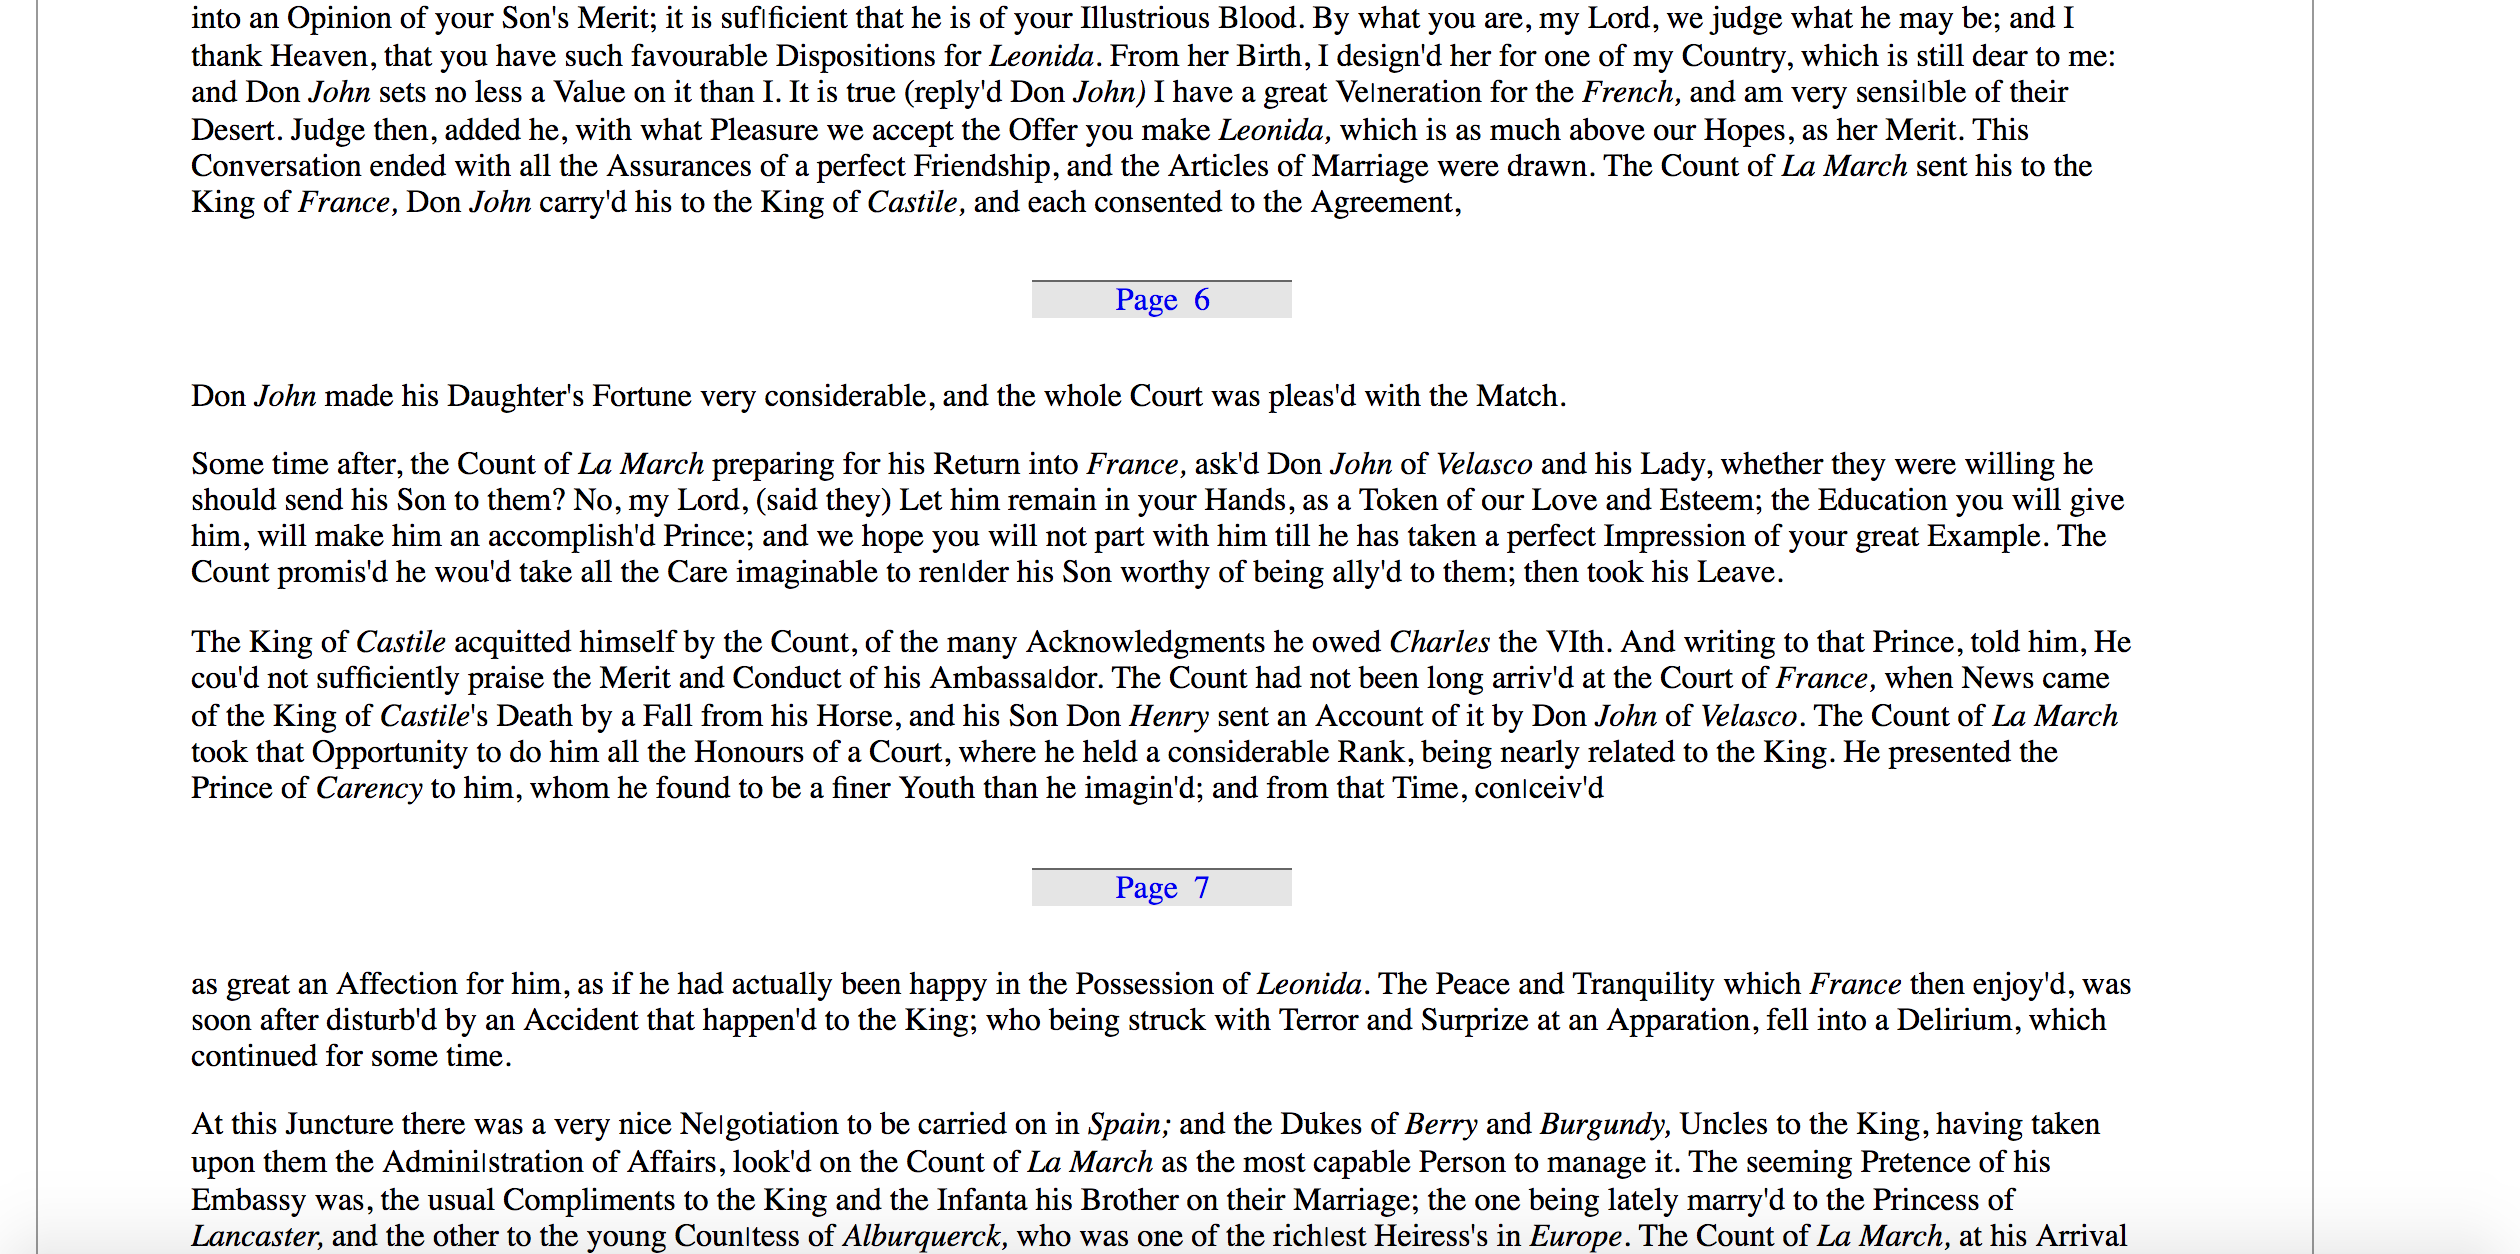 into an Opinion of your Son's Merit; it is suf|ficient that he is of your Illustrious Blood. By what you are, my Lord, we judge what he may be; and I
thank Heaven, that you have such favourable Dispositions for Leonida. From her Birth, I design'd her for one of my Country, which is still dear to me:
and Don John sets no less a Value on it than I. It is true (reply'd Don John) I have a great Ve|neration for the French, and am very sensi|ble of their
Desert. Judge then, added he, with what Pleasure we accept the Offer you make Leonida, which is as much above our Hopes, as her Merit. This
Conversation ended with all the Assurances of a perfect Friendship, and the Articles of Marriage were drawn. The Count of La March sent his to the
King of France, Don John carry'd his to the King of Castile, and each consented to the Agreement,
Page 6
Don John made his Daughter's Fortune very considerable, and the whole Court was pleas'd with the Match.
Some time after, the Count of La March preparing for his Return into France, ask'd Don John of Velasco and his Lady, whether they were willing he
should send his Son to them? No, my Lord, (said they) Let him remain in your Hands, as a Token of our Love and Esteem; the Education you will give
him, will make him an accomplish'd Prince; and we hope you will not part with him till he has taken a perfect Impression of your great Example. The
Count promis'd he wou'd take all the Care imaginable to ren|der his Son worthy of being ally'd to them; then took his Leave.
The King of Castile acquitted himself by the Count, of the many Acknowledgments he owed Charles the VIth. And writing to that Prince, told him, He
cou'd not sufficiently praise the Merit and Conduct of his Ambassa|dor. The Count had not been long arriv'd at the Court of France, when News came
of the King of Castile's Death by a Fall from his Horse, and his Son Don Henry sent an Account of it by Don John of Velasco. The Count of La March
took that Opportunity to do him all the Honours of a Court, where he held a considerable Rank, being nearly related to the King. He presented the
Prince of Carency to him, whom he found to be a finer Youth than he imagin'd; and from that Time, con|ceiv'd
Page 7
as great an Affection for him, as if he had actually been happy in the Possession of Leonida. The Peace and Tranquility which France then enjoy'd, was
soon after disturb'd by an Accident that happen'd to the King; who being struck with Terror and Surprize at an Apparation, fell into a Delirium, which
continued for some time.
At this Juncture there was a very nice Ne|gotiation to be carried on in Spain; and the Dukes of Berry and Burgundy, Uncles to the King, having taken
upon them the Admini|stration of Affairs, look'd on the Count of La March as the most capable Person to manage it. The seeming Pretence of his
Embassy was, the usual Compliments to the King and the Infanta his Brother on their Marriage; the one being lately marry'd to the Princess of
Lancaster, and the other to the young Coun|tess of Alburquerck, who was one of the rich|est Heiress's in Europe. The Count of La March, at his Arrival